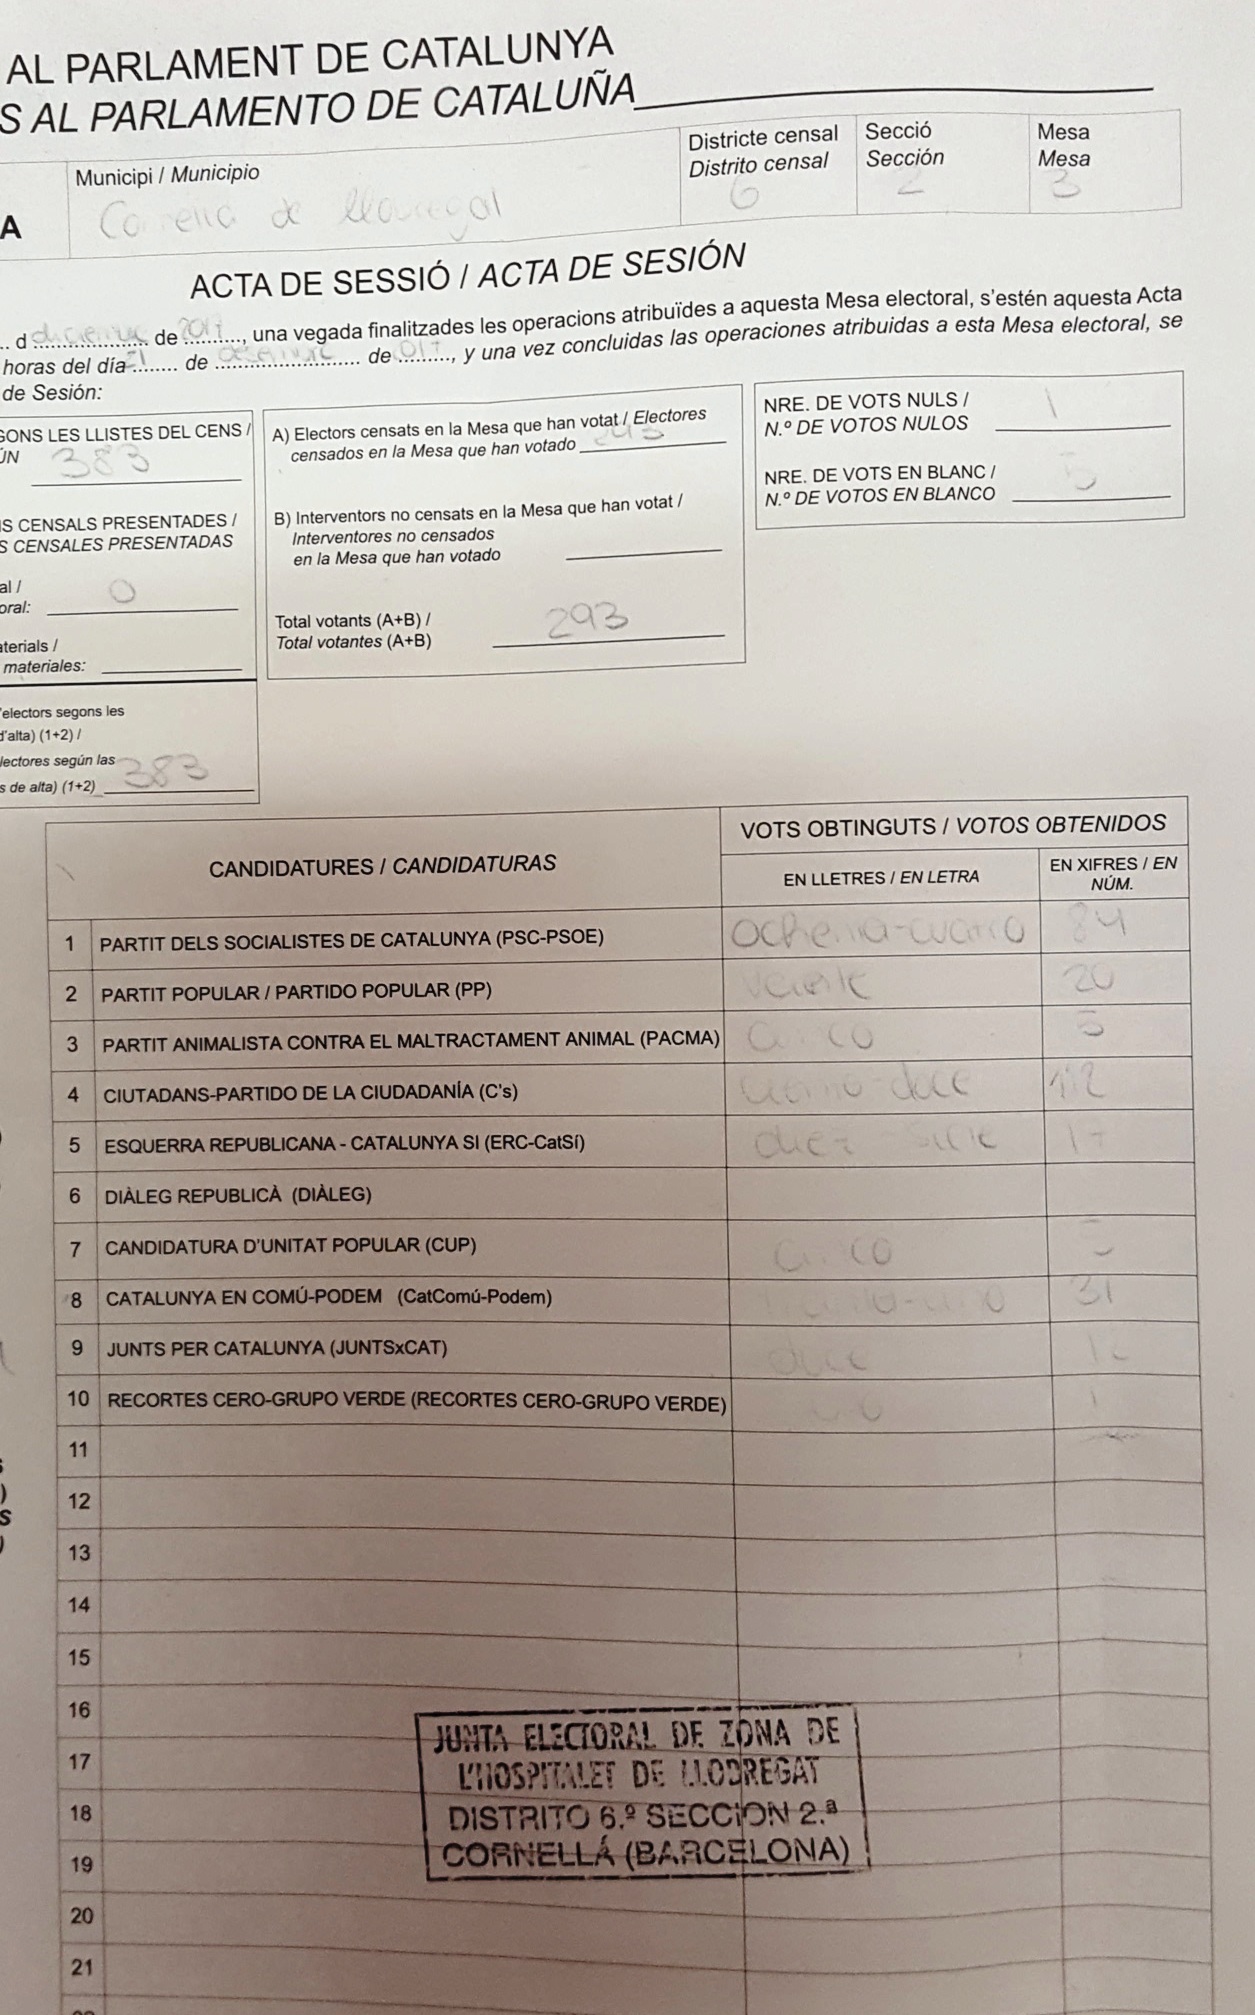 AL PARLAMENT DE CATALUNYA
S AL PARLAMENTO DE CATALUÑA
Municipi / Municipio
Districte censal
Distrito censal
6
Secció
Sección
2
Mesa
Mesa
3
A
Cornella de
ACTA DE SESSIÓ / ACTA DE SESIÓN
.. d diciembre de 2017, una vegada finalitzades les operacions atribuïdes a aquesta Mesa electoral, s'estén aquesta Acta
horas del día 21 de de 017, y una vez concluidas las operaciones atribuidas a esta Mesa electoral, se
de Sesión:
GONS LES LLISTES DEL CENS /
ÚN
383
S CENSALS PRESENTADES /
S CENSALES PRESENTADAS
al /
oral: 0
aterials /
materiales:
'electors segons les
d'alta) (1+2) /
lectores según las
s de alta) (1+2) 383
A) Electors censats en la Mesa que han votat / Electores
censados en la Mesa que han votado 293
B) Interventors no censats en la Mesa que han votat /
Interventores no censados
en la Mesa que han votado
Total votants (A+B) /
Total votantes (A+B) 293
NRE. DE VOTS NULS /
N.º DE VOTOS NULOS 1
NRE. DE VOTS EN BLANC /
N.º DE VOTOS EN BLANCO 5
CANDIDATURES / CANDIDATURAS
VOTS OBTINGUTS / VOTOS OBTENIDOS
EN LLETRES / EN LETRA
EN XIFRES / EN
NÚM.
1 PARTIT DELS SOCIALISTES DE CATALUNYA (PSC-PSOE) ochenta-cuatro 84
2 PARTIT POPULAR / PARTIDO POPULAR (PP) veinte 20
3 PARTIT ANIMALISTA CONTRA EL MALTRACTAMENT ANIMAL (PACMA) cinco 5
4 CIUTADANS-PARTIDO DE LA CIUDADANÍA (C's) ciento-doce 112
5 ESQUERRA REPUBLICANA - CATALUNYA SI (ERC-CatSí) diez siete 17
6 DIÀLEG REPUBLICÀ (DIÀLEG)
7 CANDIDATURA D'UNITAT POPULAR (CUP) cinco 5
8 CATALUNYA EN COMÚ-PODEM (CatComú-Podem) treinta-uno 31
9 JUNTS PER CATALUNYA (JUNTSxCAT) doce 12
10 RECORTES CERO-GRUPO VERDE (RECORTES CERO-GRUPO VERDE) 1
11
12
13
14
15
16
17
18
19
20
21
JUNTA ELECTORAL DE ZONA DE
L'HOSPITALET DE LLOBREGAT
DISTRITO 6.º SECCION 2.ª
CORNELLÁ (BARCELONA)